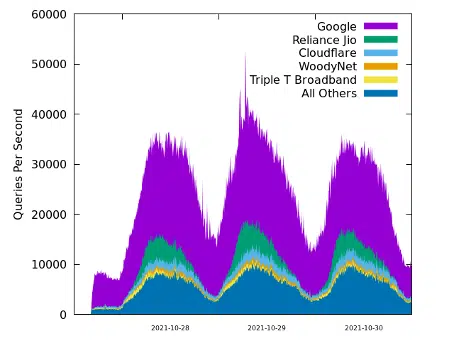 60000
50000
40000
30000
20000
10000
0
Queries Per Second
Google
Reliance Jio
Cloudflare
WoodyNet
Triple T Broadband
All Others
2021-10-28
2021-10-29
2021-10-30